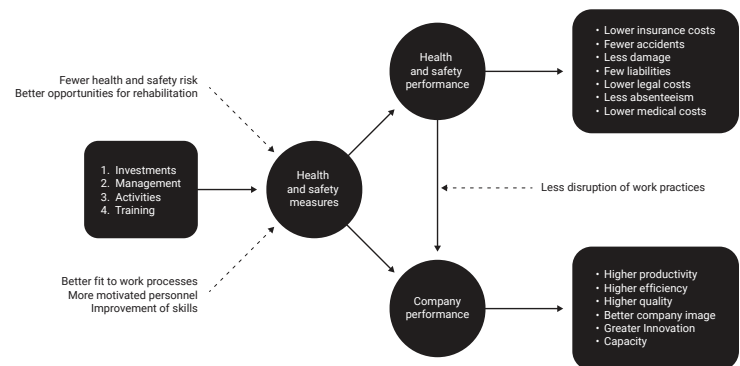 Fewer health and safety risk
Better opportunities for rehabilitation
1. Investments
2. Management
3. Activities
4. Training
Better fit to work processes
More motivated personnel
Improvement of skills
Health
and safety
measures
Health
and safety
performance
Less disruption of work practices
Company
performance
• Lower insurance costs
• Fewer accidents
• Less damage
• Few liabilities
• Lower legal costs
• Less absenteeism
• Lower medical costs
• Higher productivity
• Higher efficiency
• Higher quality
• Better company image
• Greater Innovation
• Capacity